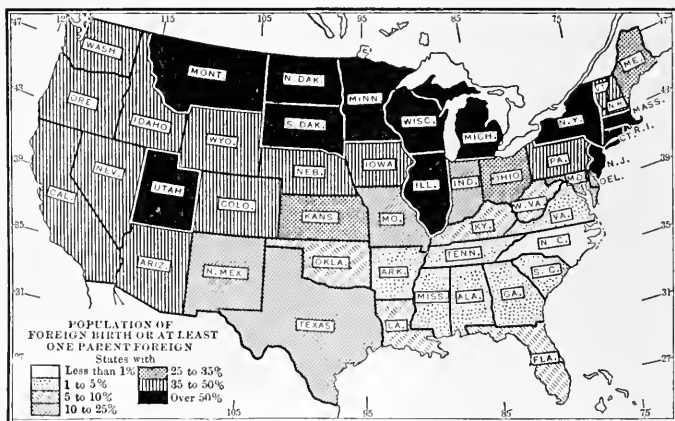 47 105 95 85 47
WASH.
MONT.
N. DAK.
MINN.
ME.
VT.
N.H.
43
ORE.
IDAHO
S. DAK.
WISC.
MICH.
N.Y.
MASS.
43
CT. R.I.
WYO.
39
IOWA
PA.
N.J.
39
NEV.
NEB.
ILL.
IND.
OHIO
MD.
DEL.
UTAH
CAL.
COLO.
KANS.
MO.
W.VA.
VA.
35
KY.
35
ARIZ.
N. MEX
OKLA.
ARK.
TENN.
N. C.
S. C.
31
TEXAS
LA.
MISS.
ALA.
GA.
31
FLA.
27
27
POPULATION OF
FOREIGN BIRTH OR AT LEAST
ONE PARENT FOREIGN
States with
Less than 1%
1 to 5%
5 to 10%
10 to 25%
25 to 35%
35 to 50%
Over 50%
105 95 85 75